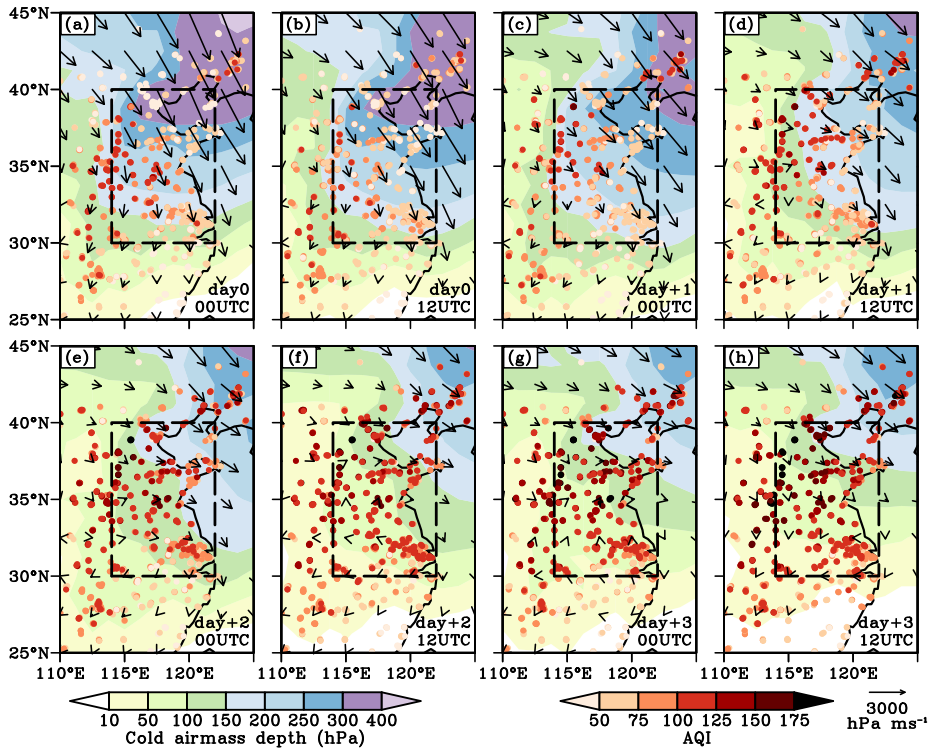 45°N (a) (b) (c) (d)
40°N
35°N
30°N
day0 day0 day+1 day+1
25°N 00UTC 12UTC 00UTC 12UTC
45°N (e) (f) (g) (h)
40°N
35°N
30°N
day+2 day+2 day+3 day+3
25°N 00UTC 12UTC 00UTC 12UTC
110°E 115°E 120°E 110°E 115°E 120°E 110°E 115°E 120°E 110°E 115°E 120°E
10 50 100 150 200 250 300 400
Cold airmass depth (hPa)
50 75 100 125 150 175
AQI
3000
hPa ms⁻¹